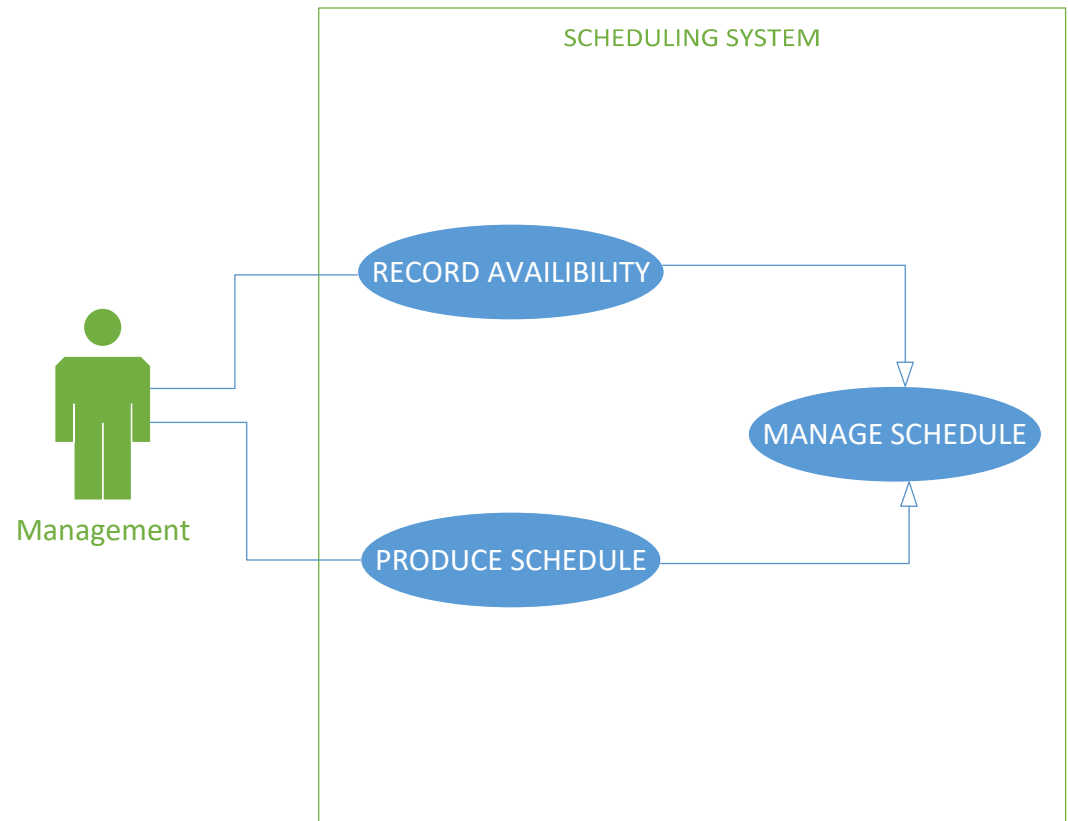 SCHEDULING SYSTEM
RECORD AVAILIBILITY
MANAGE SCHEDULE
Management
PRODUCE SCHEDULE